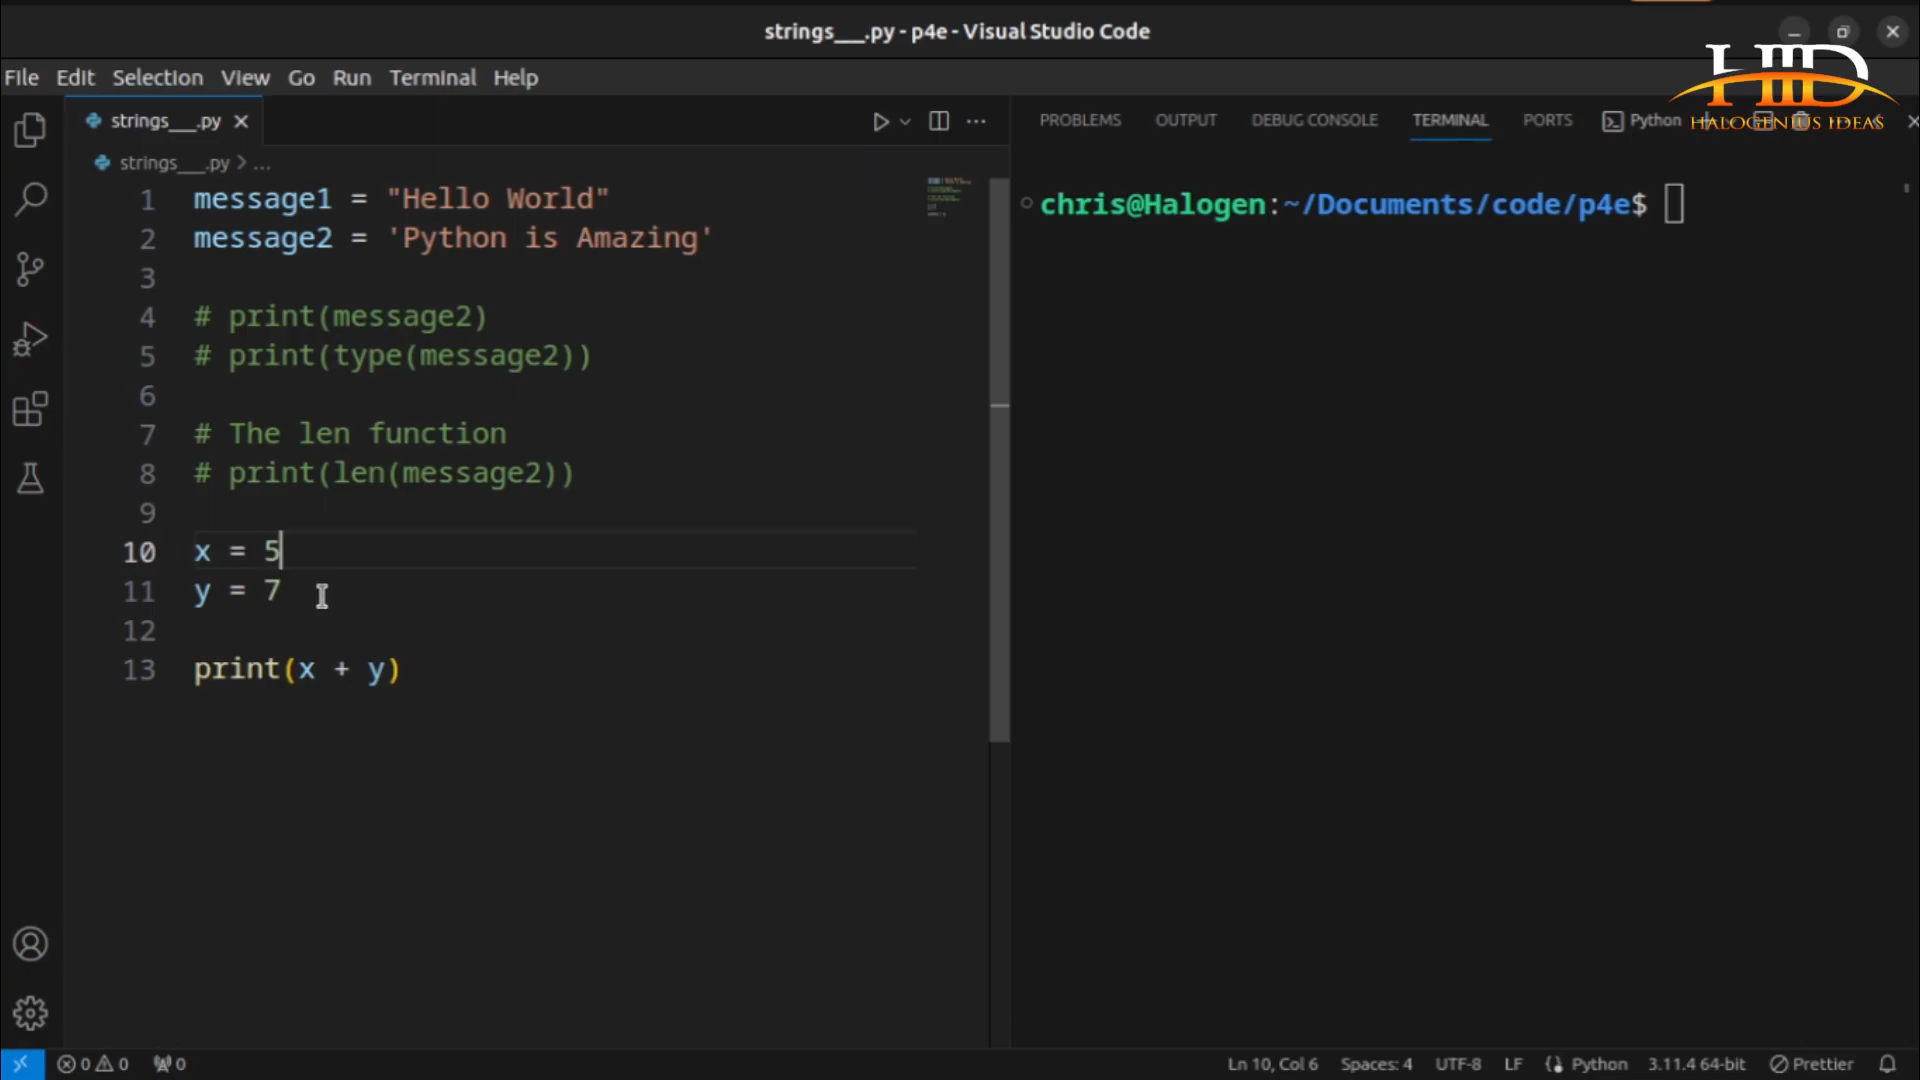 strings___.py - p4e - Visual Studio Code
File Edit Selection View Go Run Terminal Help
HID
HALOGENIUS IDEAS
strings___.py
PROBLEMS OUTPUT DEBUG CONSOLE TERMINAL PORTS Python
strings___.py > ...
1 message1 = "Hello World"
2 message2 = 'Python is Amazing'
3
4 # print(message2)
5 # print(type(message2))
6
7 # The len function
8 # print(len(message2))
9
10 x = 5
11 y = 7
12
13 print(x + y)
chris@Halogen:~/Documents/code/p4e$
0 0 0
Ln 10, Col 6 Spaces: 4 UTF-8 LF Python 3.11.4 64-bit Prettier